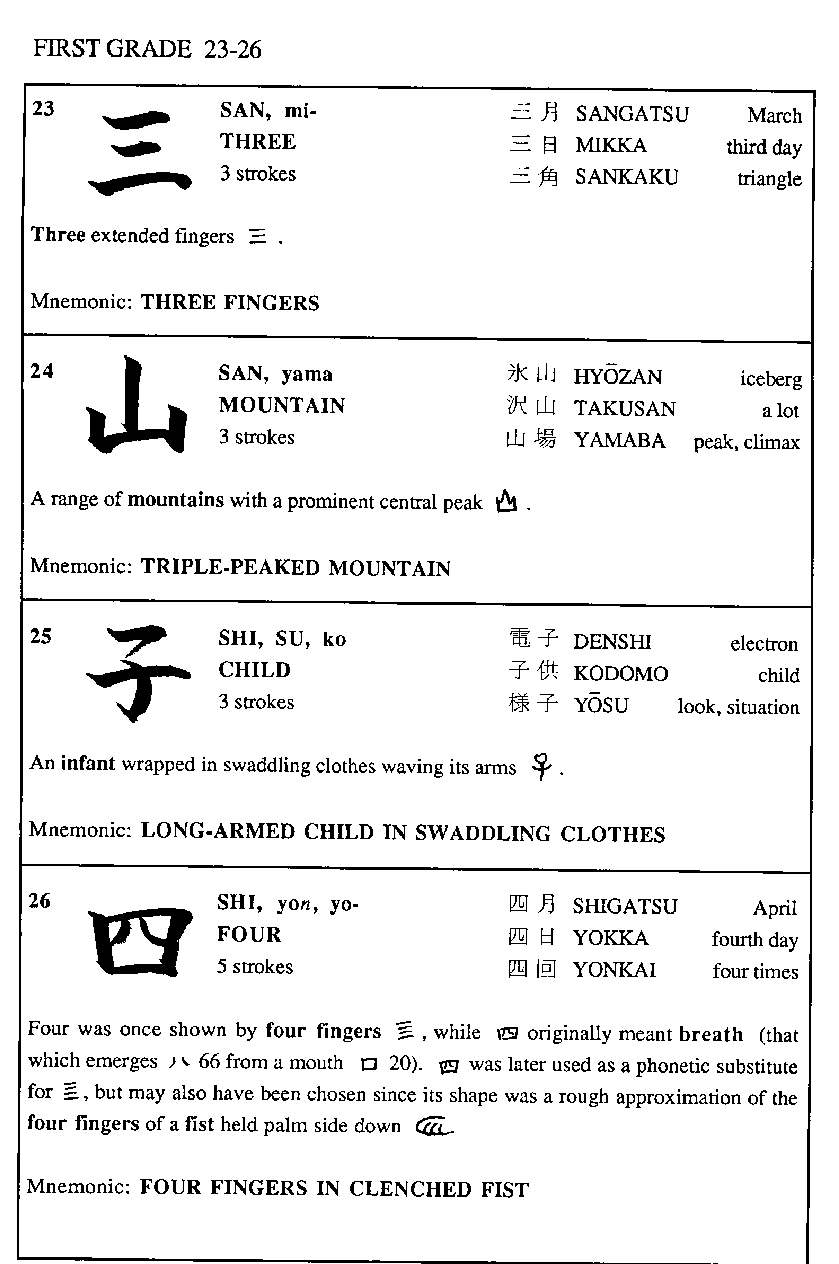 FIRST GRADE 23-26
23
三
SAN, mi-
THREE
3 strokes
三月 SANGATSU March
三日 MIKKA third day
三角 SANKAKU triangle
Three extended fingers 三 .
Mnemonic: THREE FINGERS
24
山
SAN, yama
MOUNTAIN
3 strokes
氷山 HYŌZAN iceberg
沢山 TAKUSAN a lot
山場 YAMABA peak, climax
A range of mountains with a prominent central peak .
Mnemonic: TRIPLE-PEAKED MOUNTAIN
25
子
SHI, SU, ko
CHILD
3 strokes
電子 DENSHI electron
子供 KODOMO child
様子 YŌSU look, situation
An infant wrapped in swaddling clothes waving its arms .
Mnemonic: LONG-ARMED CHILD IN SWADDLING CLOTHES
26
四
SHI, yon, yo-
FOUR
5 strokes
四月 SHIGATSU April
四日 YOKKA fourth day
四回 YONKAI four times
Four was once shown by four fingers 亖 , while 四 originally meant breath (that
which emerges ハ 66 from a mouth 口 20). 四 was later used as a phonetic substitute
for 亖 , but may also have been chosen since its shape was a rough approximation of the
four fingers of a fist held palm side down
Mnemonic: FOUR FINGERS IN CLENCHED FIST